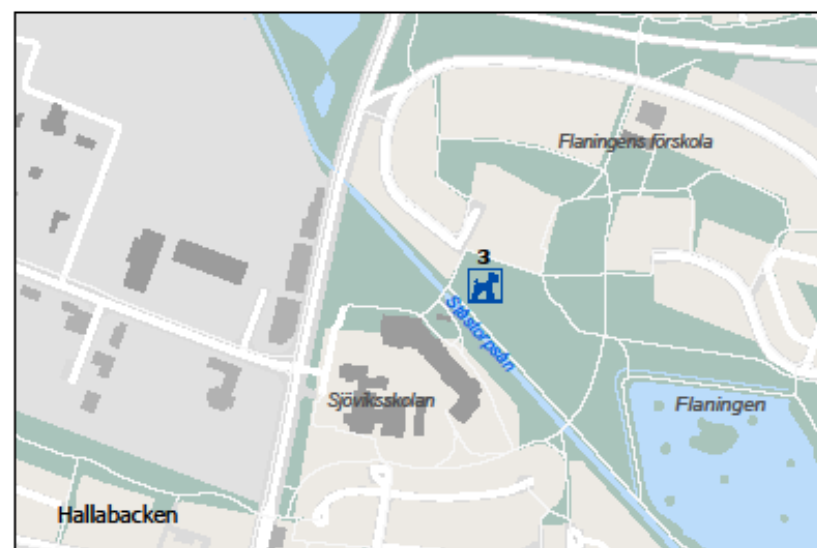 Flaningens förskola
3
Ståstorpsån
Sjöviksskolan
Flaningen
Hallabacken